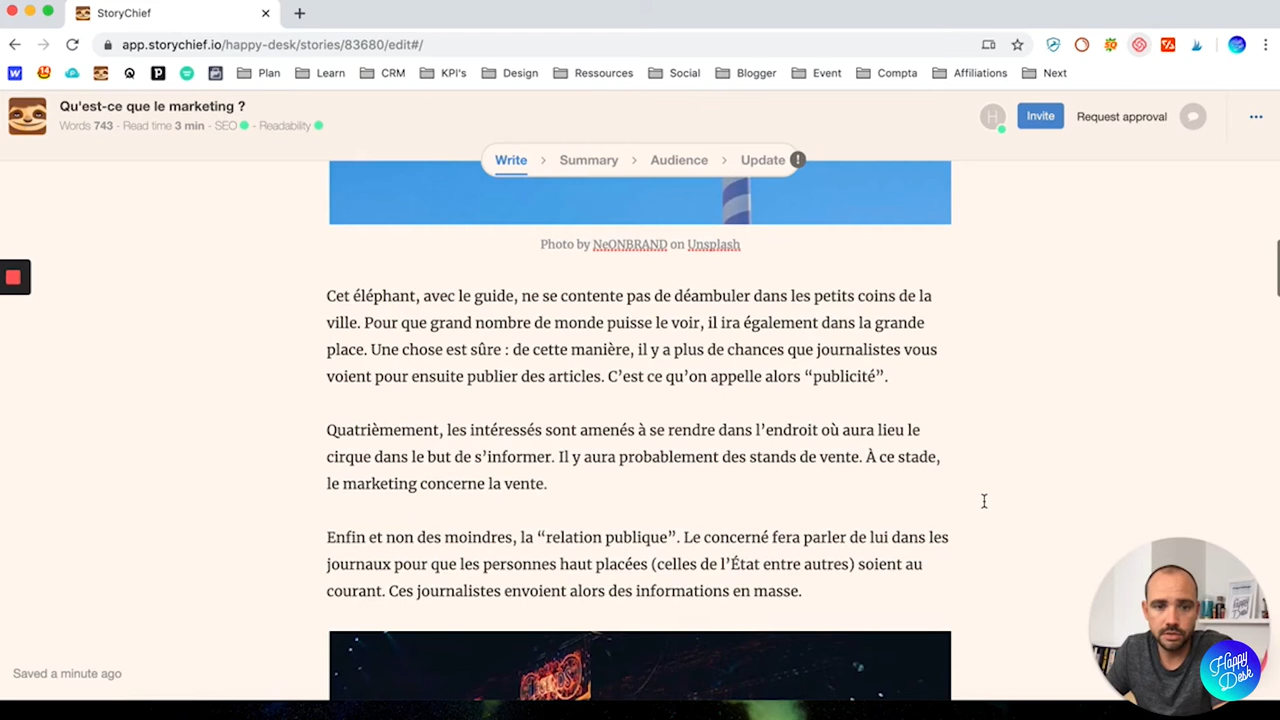 StoryChief
app.storychief.io/happy-desk/stories/83680/edit#/
Plan
Learn
CRM
KPI's
Design
Ressources
Social
Blogger
Event
Compta
Affiliations
Next
Qu'est-ce que le marketing ?
Words 743 - Read time 3 min - SEO - Readability
H
Invite
Request approval
Write > Summary > Audience > Update !
Photo by NeONBRAND on Unsplash
Cet éléphant, avec le guide, ne se contente pas de déambuler dans les petits coins de la
ville. Pour que grand nombre de monde puisse le voir, il ira également dans la grande
place. Une chose est sûre : de cette manière, il y a plus de chances que journalistes vous
voient pour ensuite publier des articles. C’est ce qu’on appelle alors “publicité”.
Quatrièmement, les intéressés sont amenés à se rendre dans l’endroit où aura lieu le
cirque dans le but de s’informer. Il y aura probablement des stands de vente. À ce stade,
le marketing concerne la vente.
Enfin et non des moindres, la “relation publique”. Le concerné fera parler de lui dans les
journaux pour que les personnes haut placées (celles de l’État entre autres) soient au
courant. Ces journalistes envoient alors des informations en masse.
Saved a minute ago
Happy
Desk